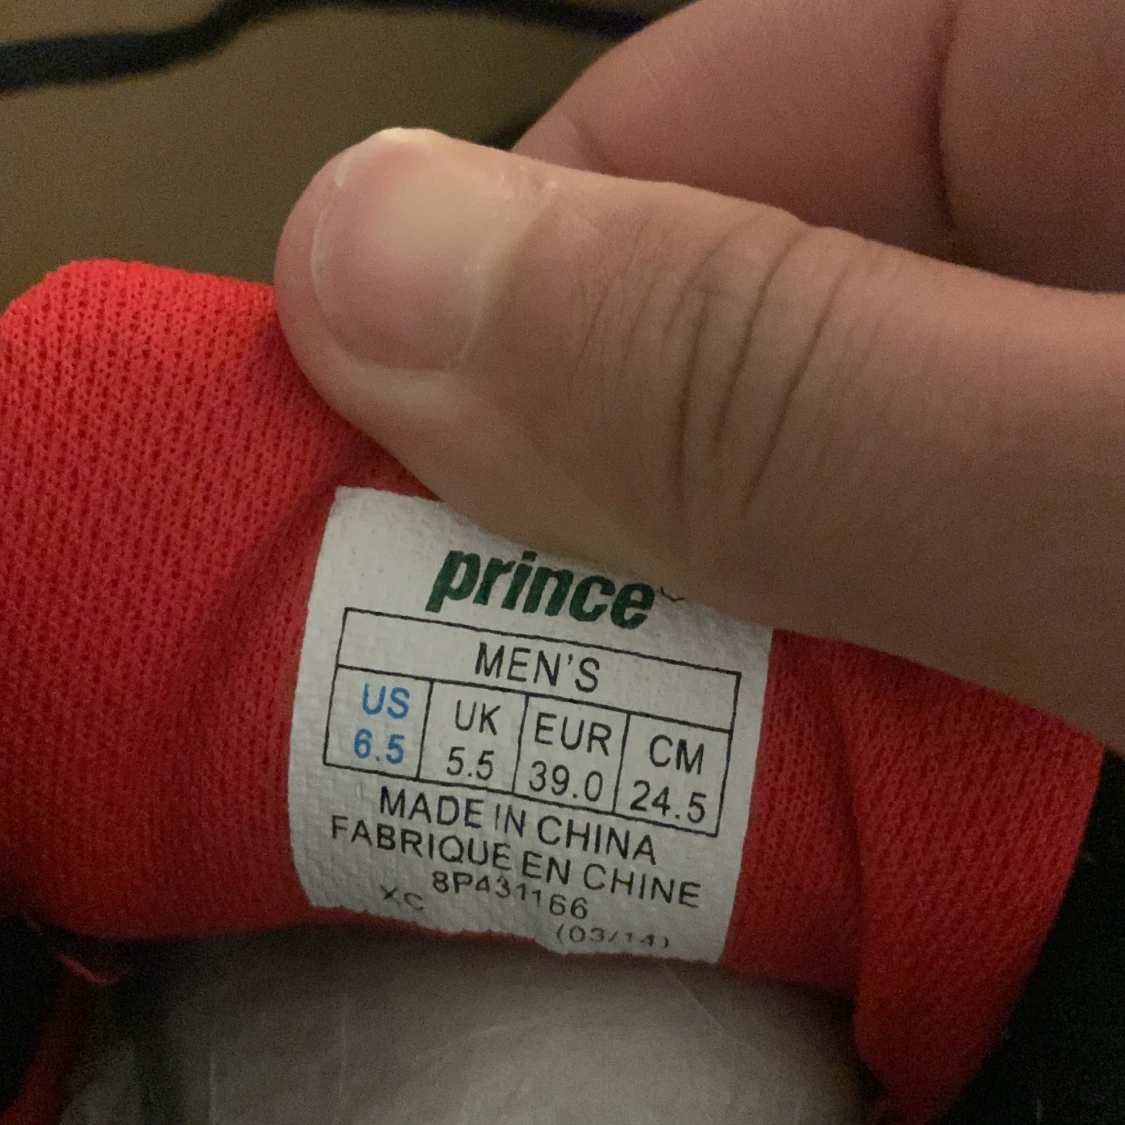 prince
MEN'S
US UK EUR CM
6.5 5.5 39.0 24.5
MADE IN CHINA
FABRIQUE EN CHINE
8P431166
XC (03/14)